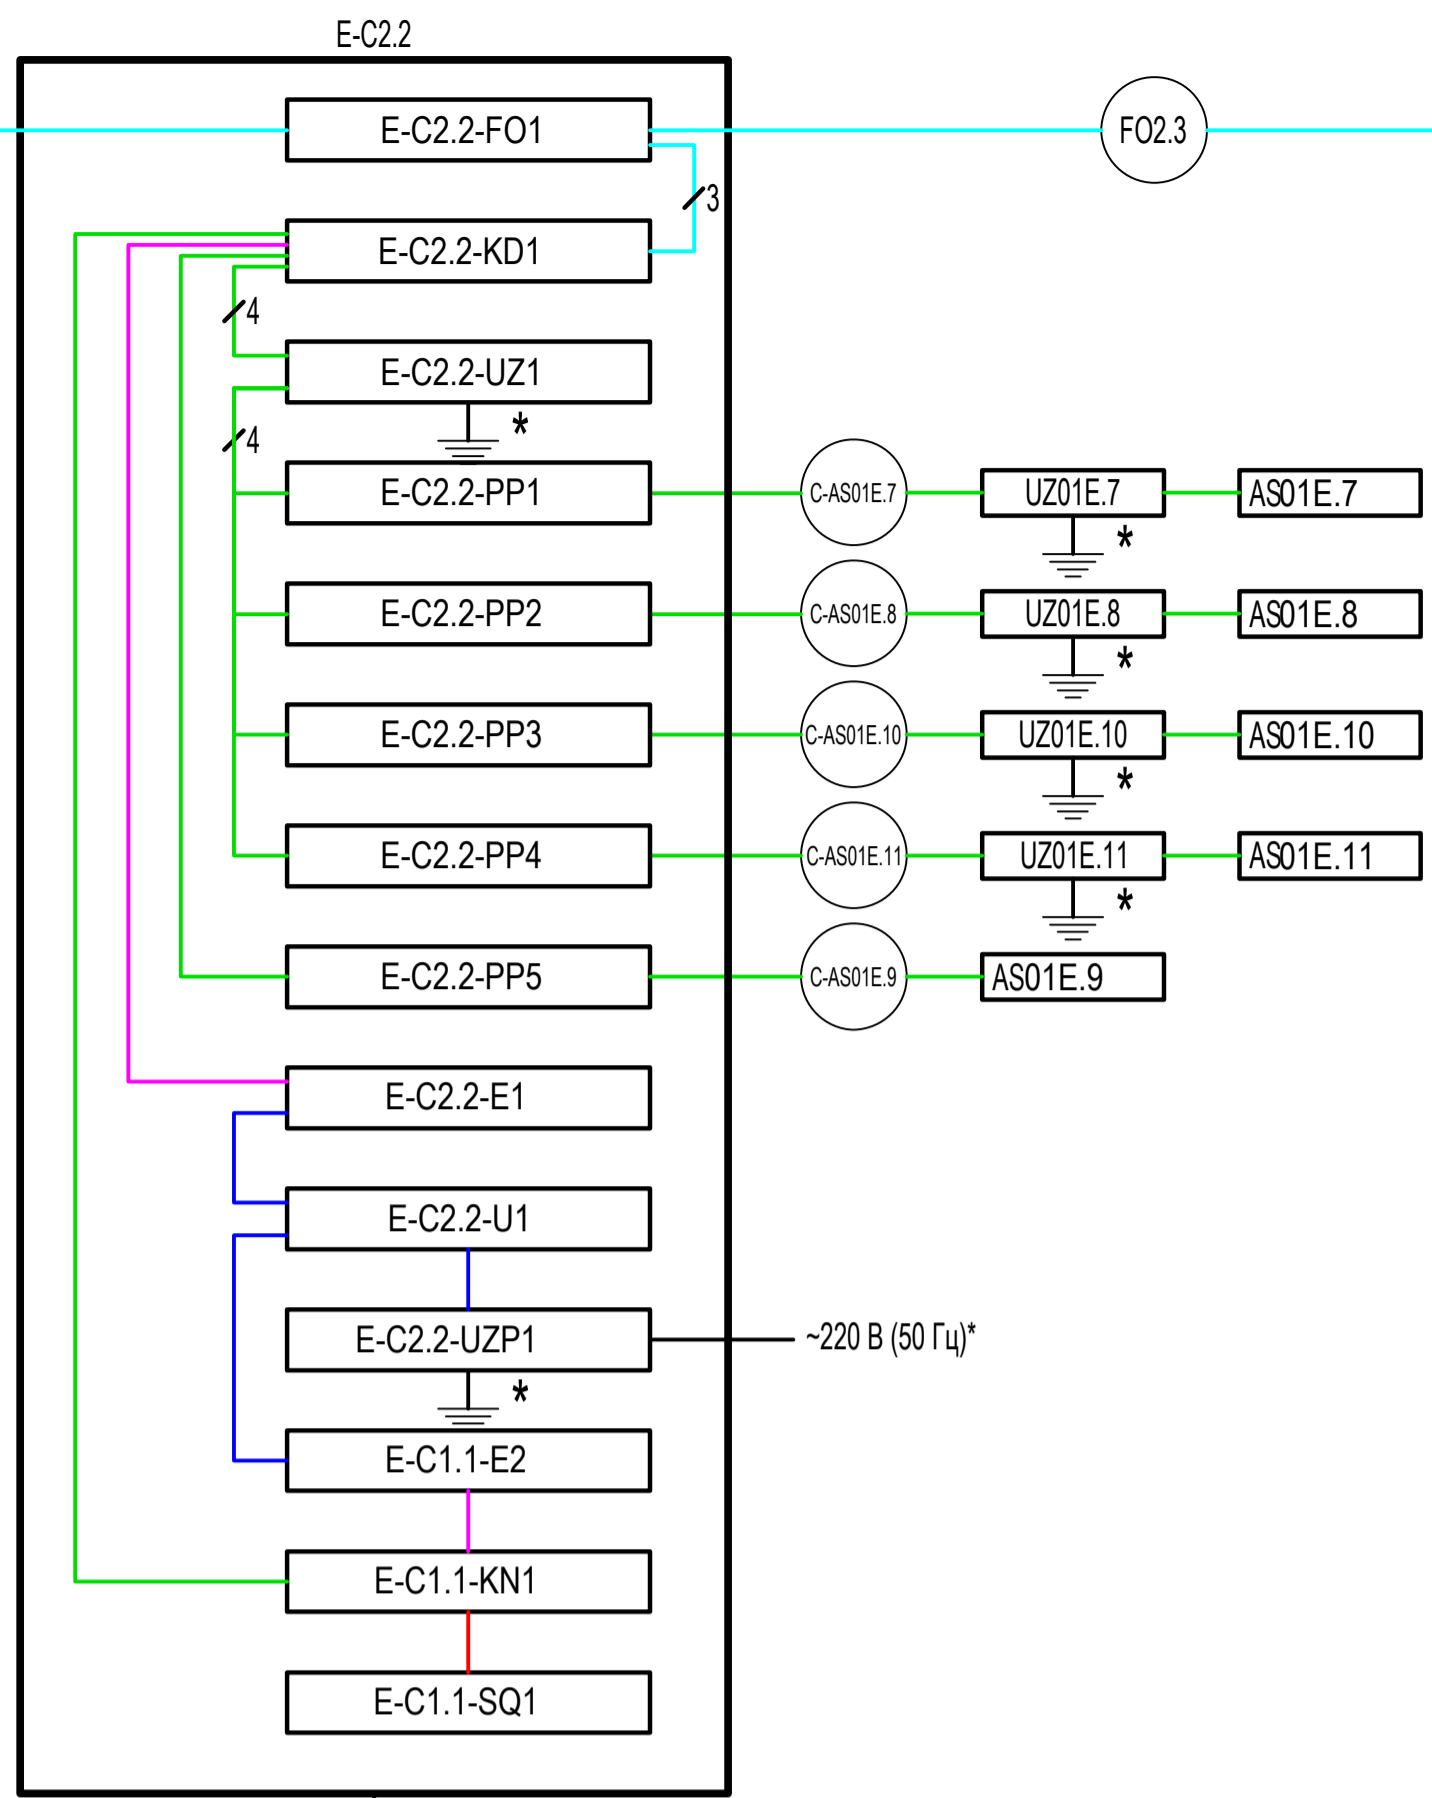 E-C2.2
E-C2.2-FO1
FO2.3
3
E-C2.2-KD1
4
E-C2.2-UZ1
*
4
E-C2.2-PP1
C-AS01E.7
UZ01E.7
AS01E.7
*
E-C2.2-PP2
C-AS01E.8
UZ01E.8
AS01E.8
*
E-C2.2-PP3
C-AS01E.10
UZ01E.10
AS01E.10
*
E-C2.2-PP4
C-AS01E.11
UZ01E.11
AS01E.11
*
E-C2.2-PP5
C-AS01E.9
AS01E.9
E-C2.2-E1
E-C2.2-U1
E-C2.2-UZP1
~220 В (50 Гц)*
*
E-C1.1-E2
E-C1.1-KN1
E-C1.1-SQ1